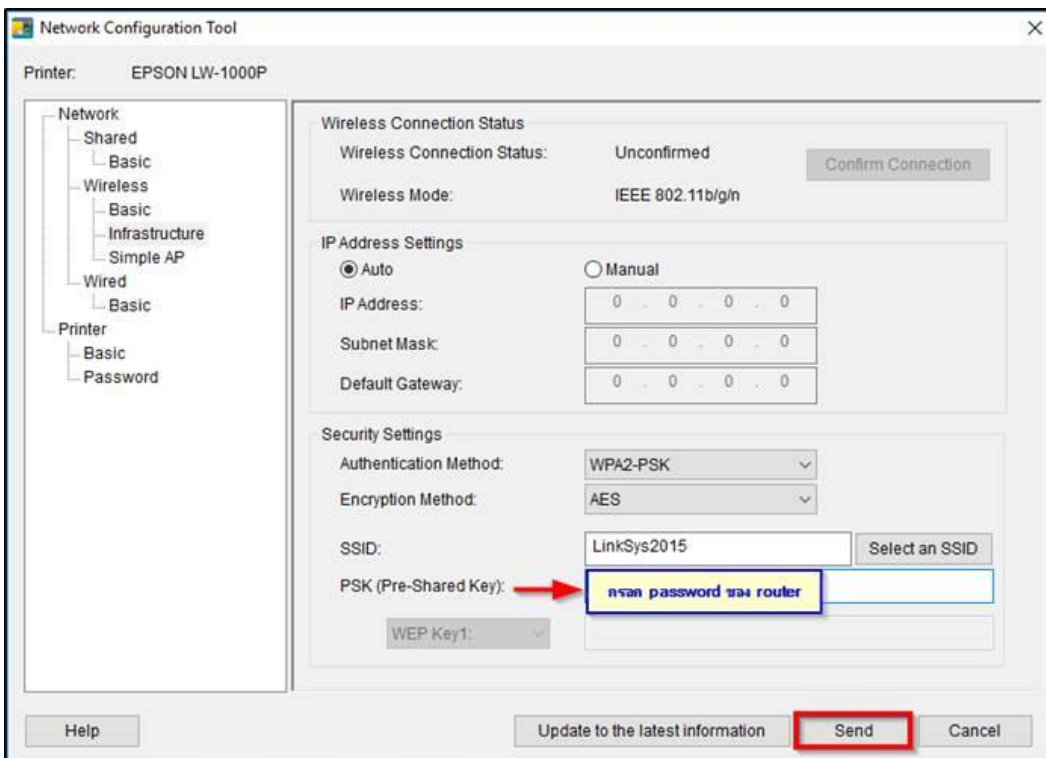 Network Configuration Tool
Printer: EPSON LW-1000P
Network
Shared
Basic
Wireless
Basic
Infrastructure
Simple AP
Wired
Basic
Printer
Basic
Password
Wireless Connection Status
Wireless Connection Status: Unconfirmed Confirm Connection
Wireless Mode: IEEE 802.11b/g/n
IP Address Settings
Auto Manual
IP Address: 0 . 0 . 0 . 0
Subnet Mask: 0 . 0 . 0 . 0
Default Gateway: 0 . 0 . 0 . 0
Security Settings
Authentication Method: WPA2-PSK
Encryption Method: AES
SSID: LinkSys2015 Select an SSID
PSK (Pre-Shared Key): กรอก password ของ router
WEP Key1:
Help Update to the latest information Send Cancel